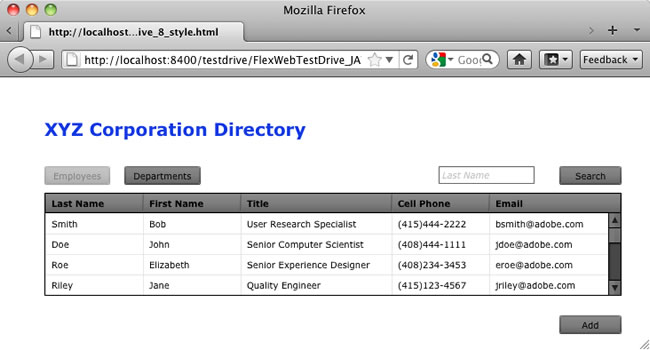 Mozilla Firefox
http://localhost...ive_8_style.html
http://localhost:8400/testdrive/FlexWebTestDrive_JA
Goog
Feedback
XYZ Corporation Directory
Employees Departments Last Name Search
Last Name First Name Title Cell Phone Email
Smith Bob User Research Specialist (415)444-2222 bsmith@adobe.com
Doe John Senior Computer Scientist (408)444-1111 jdoe@adobe.com
Roe Elizabeth Senior Experience Designer (408)234-3453 eroe@adobe.com
Riley Jane Quality Engineer (415)123-4567 jriley@adobe.com
Add